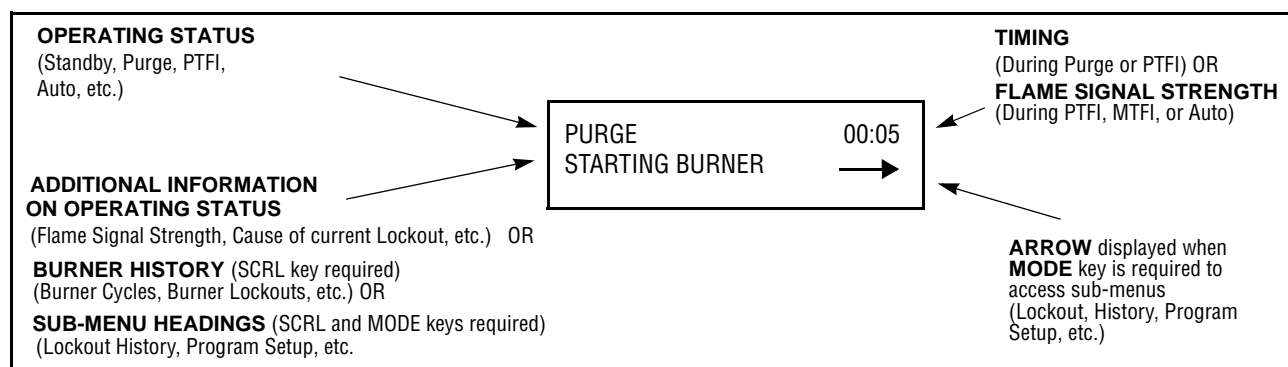 OPERATING STATUS
(Standby, Purge, PTFI,
Auto, etc.)
TIMING
(During Purge or PTFI) OR
FLAME SIGNAL STRENGTH
(During PTFI, MTFI, or Auto)
PURGE 00:05
STARTING BURNER
ADDITIONAL INFORMATION
ON OPERATING STATUS
(Flame Signal Strength, Cause of current Lockout, etc.) OR
BURNER HISTORY (SCRL key required)
(Burner Cycles, Burner Lockouts, etc.) OR
SUB-MENU HEADINGS (SCRL and MODE keys required)
(Lockout History, Program Setup, etc.
ARROW displayed when
MODE key is required to
access sub-menus
(Lockout, History, Program
Setup, etc.)